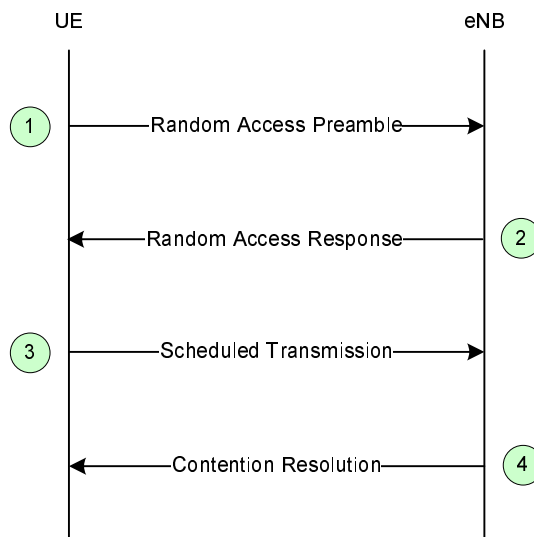 UE eNB
1 Random Access Preamble
Random Access Response 2
3 Scheduled Transmission
Contention Resolution 4